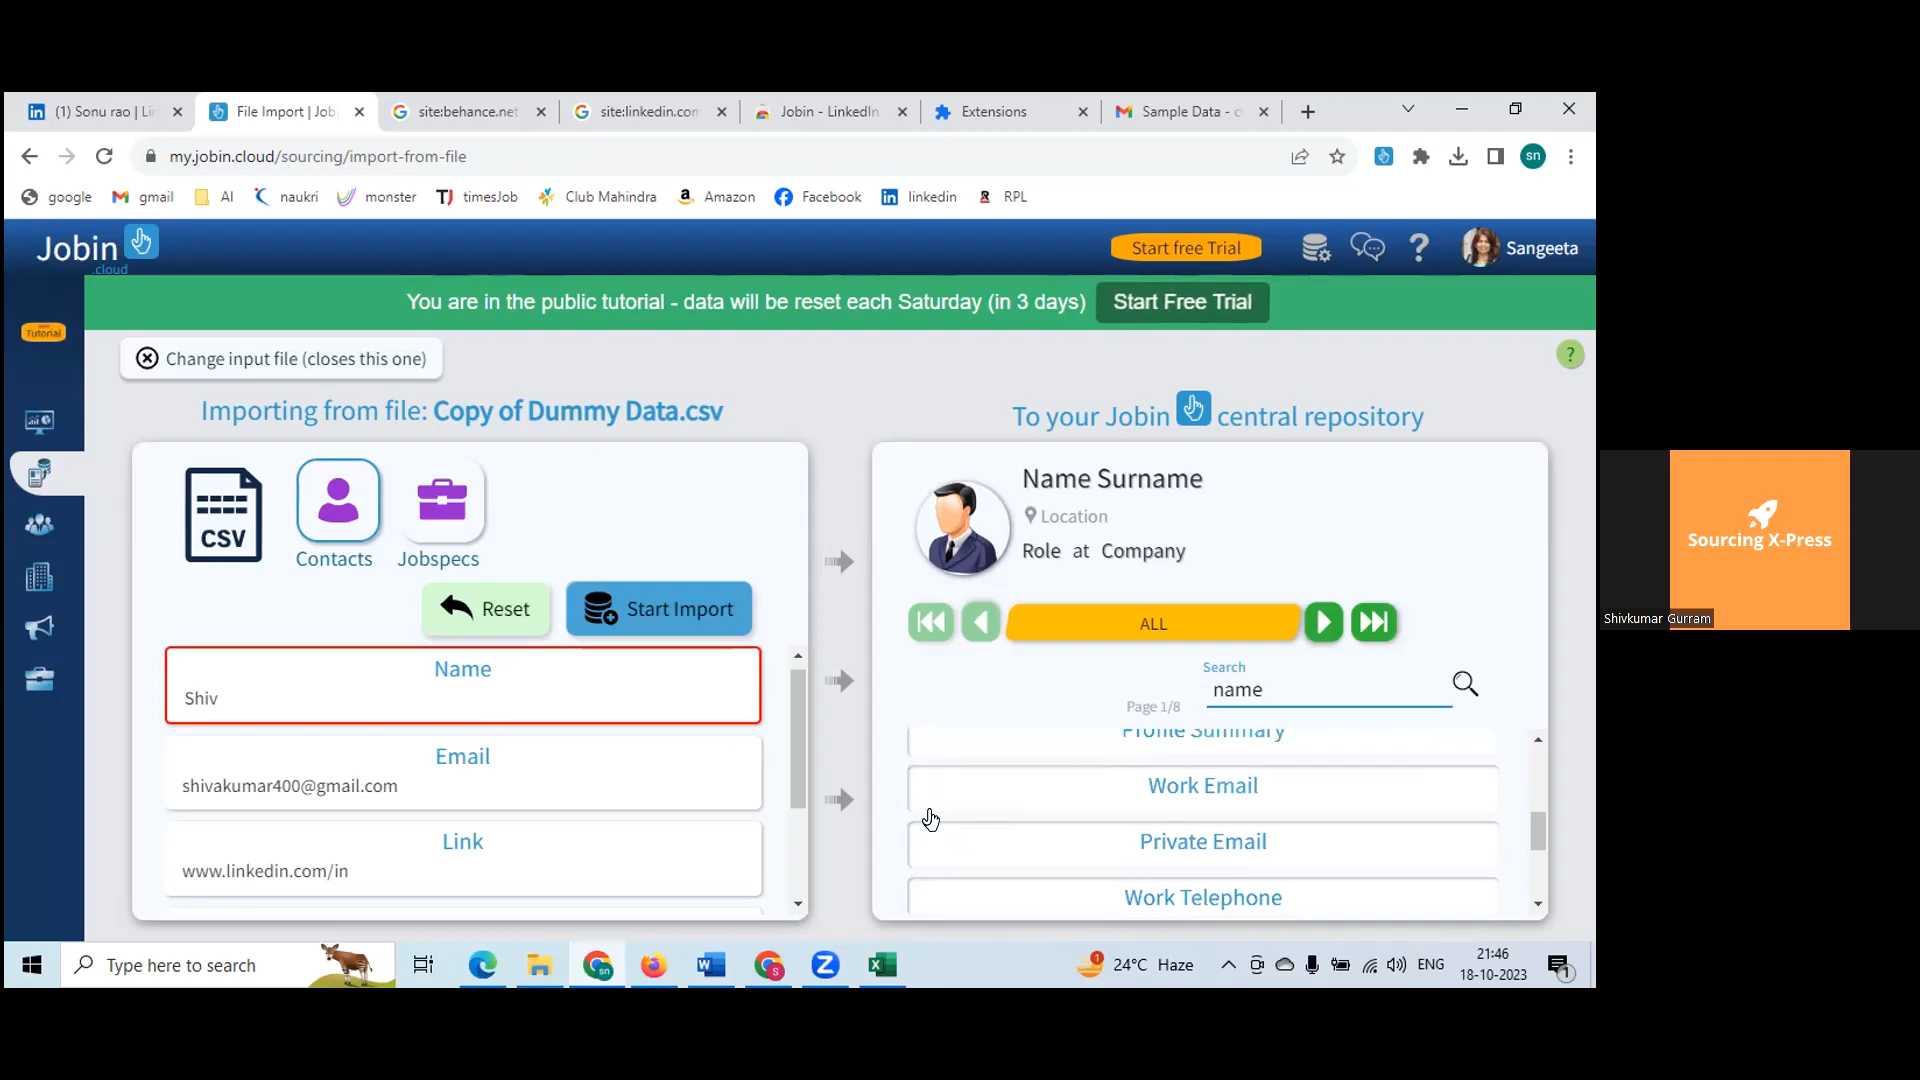 (1) Sonu rao | Lin
File Import | Job
site:behance.net
site:linkedin.com
Jobin - LinkedIn
Extensions
Sample Data - c
my.jobin.cloud/sourcing/import-from-file
sn
google
gmail
AI
naukri
monster
TJ timesJob
Club Mahindra
Amazon
Facebook
linkedin
RPL
Jobin
.cloud
Start free Trial
?
Sangeeta
You are in the public tutorial - data will be reset each Saturday (in 3 days)
Start Free Trial
Tutorial
Change input file (closes this one)
?
Importing from file: Copy of Dummy Data.csv
To your Jobin central repository
CSV
Contacts
Jobspecs
Reset
Start Import
Name
Shiv
Email
shivakumar400@gmail.com
Link
www.linkedin.com/in
Name Surname
Location
Role at Company
ALL
Search
name
Page 1/8
Profile Summary
Work Email
Private Email
Work Telephone
Sourcing X-Press
Shivkumar Gurram
Type here to search
24°C Haze
ENG
21:46
18-10-2023
1